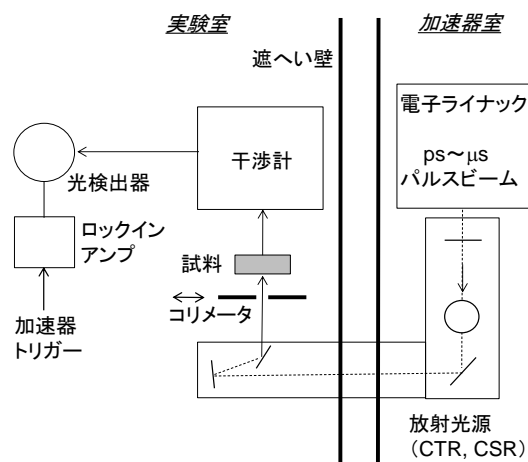 実験室
加速器室
遮へい壁
電子ライナック
ps～μs
パルスビーム
干渉計
光検出器
ロックイン
アンプ
試料
コリメータ
加速器
トリガー
放射光源
（CTR, CSR）